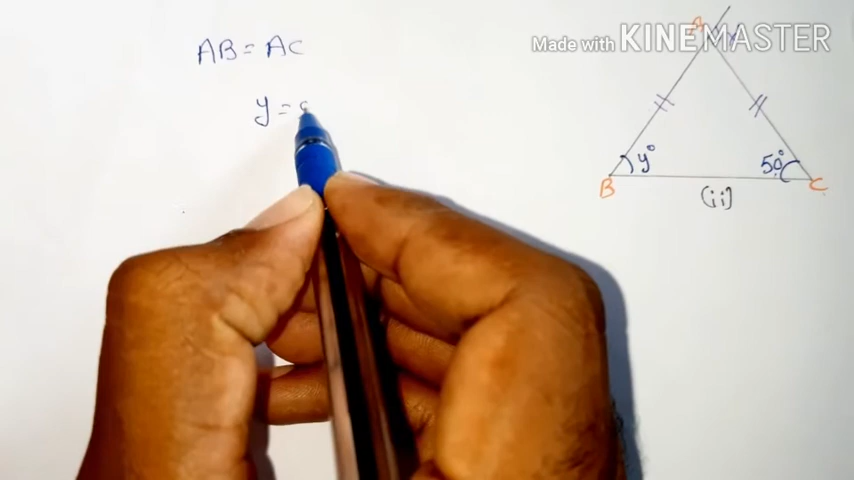 AB = AC
y =
Made with KINEMASTER
y°
50°
B
C
(ii)